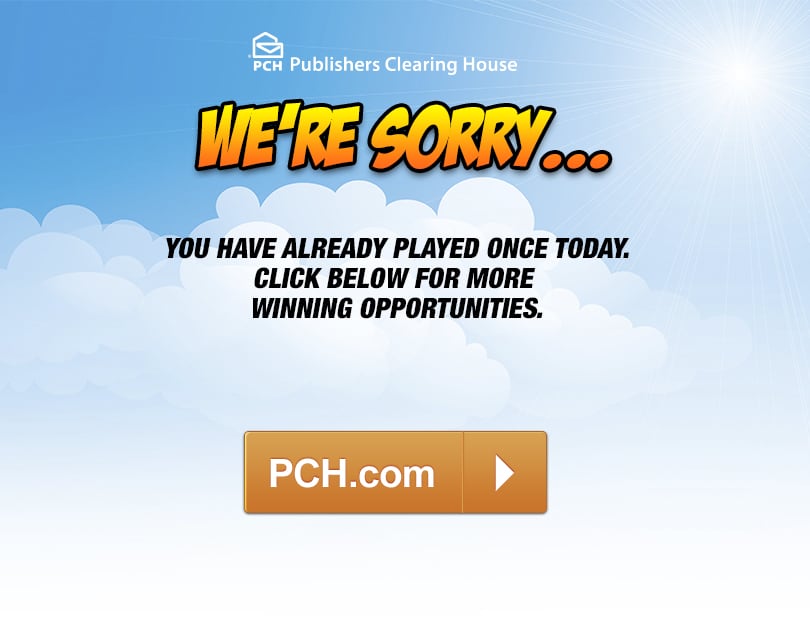 PCH Publishers Clearing House
WE'RE SORRY...
YOU HAVE ALREADY PLAYED ONCE TODAY.
CLICK BELOW FOR MORE
WINNING OPPORTUNITIES.
PCH.com